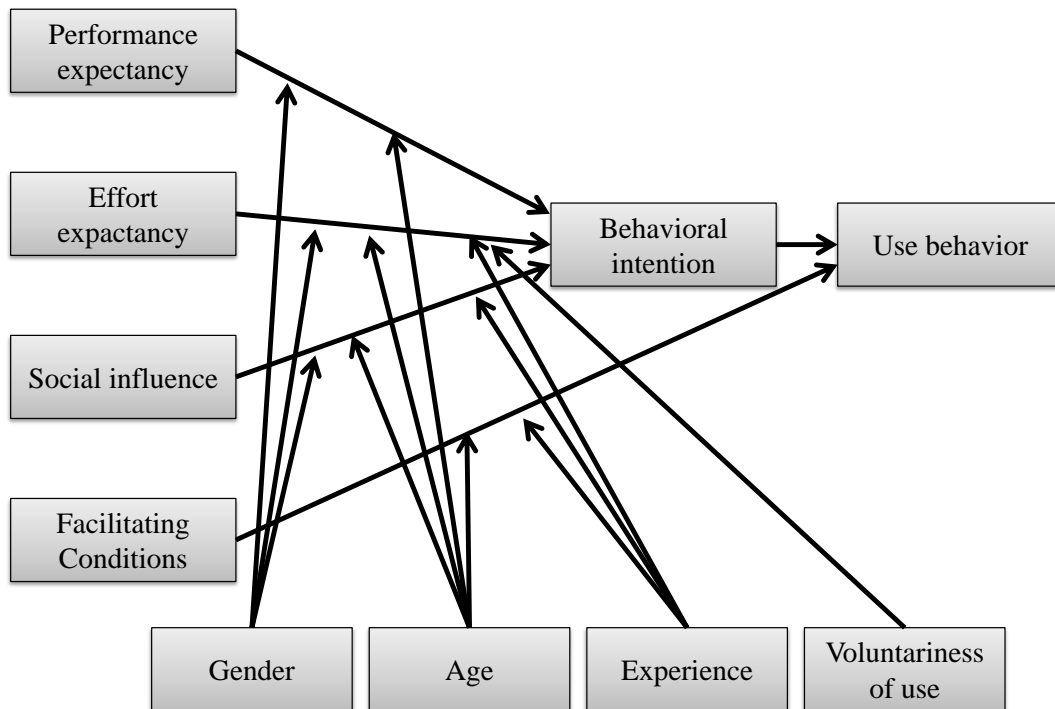 Performance
expectancy
Effort
expactancy
Behavioral
intention
Use behavior
Social influence
Facilitating
Conditions
Gender
Age
Experience
Voluntariness
of use